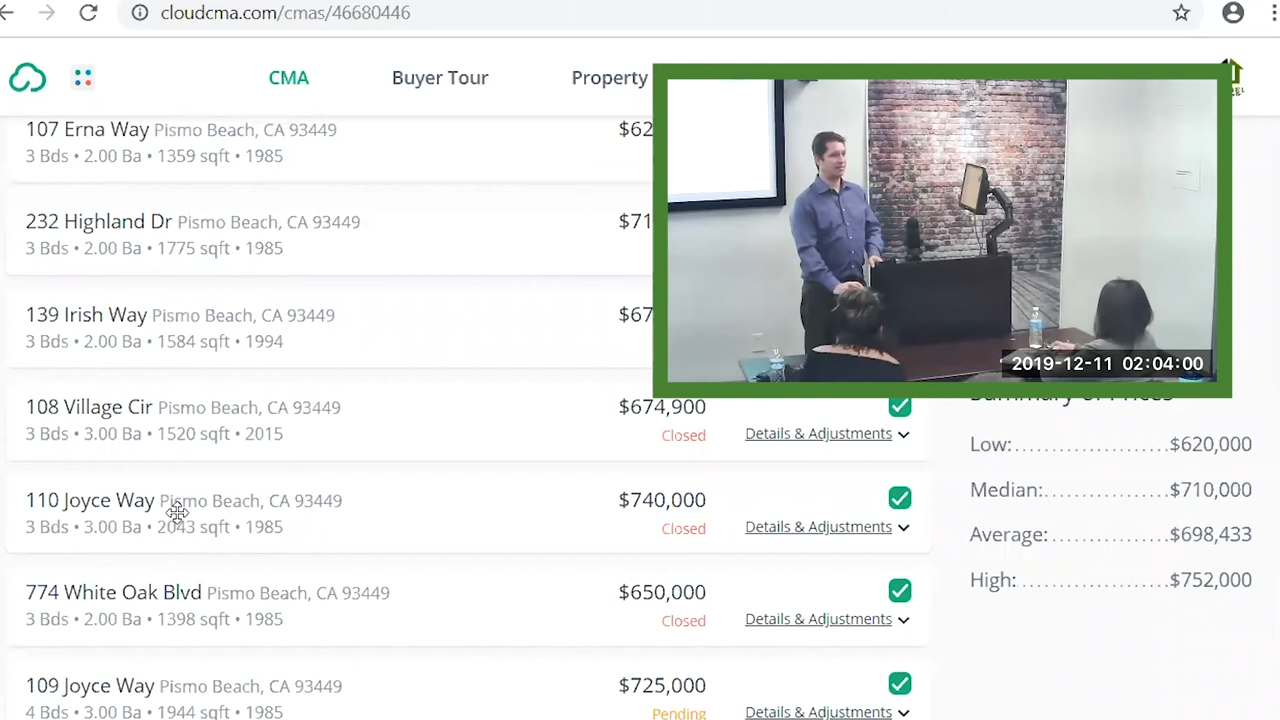 cloudcma.com/cmas/46680446
CMA Buyer Tour Property
107 Erna Way Pismo Beach, CA 93449 $62
3 Bds • 2.00 Ba • 1359 sqft • 1985
232 Highland Dr Pismo Beach, CA 93449 $71
3 Bds • 2.00 Ba • 1775 sqft • 1985
139 Irish Way Pismo Beach, CA 93449 $67
3 Bds • 2.00 Ba • 1584 sqft • 1994
2019-12-11 02:04:00
108 Village Cir Pismo Beach, CA 93449 $674,900
3 Bds • 3.00 Ba • 1520 sqft • 2015 Closed Details & Adjustments
110 Joyce Way Pismo Beach, CA 93449 $740,000
3 Bds • 3.00 Ba • 2043 sqft • 1985 Closed Details & Adjustments
774 White Oak Blvd Pismo Beach, CA 93449 $650,000
3 Bds • 2.00 Ba • 1398 sqft • 1985 Closed Details & Adjustments
109 Joyce Way Pismo Beach, CA 93449 $725,000
4 Bds • 3.00 Ba • 1944 sqft • 1985 Pending Details & Adjustments
Summary of Prices
Low:......................$620,000
Median:..................$710,000
Average:.................$698,433
High:.....................$752,000